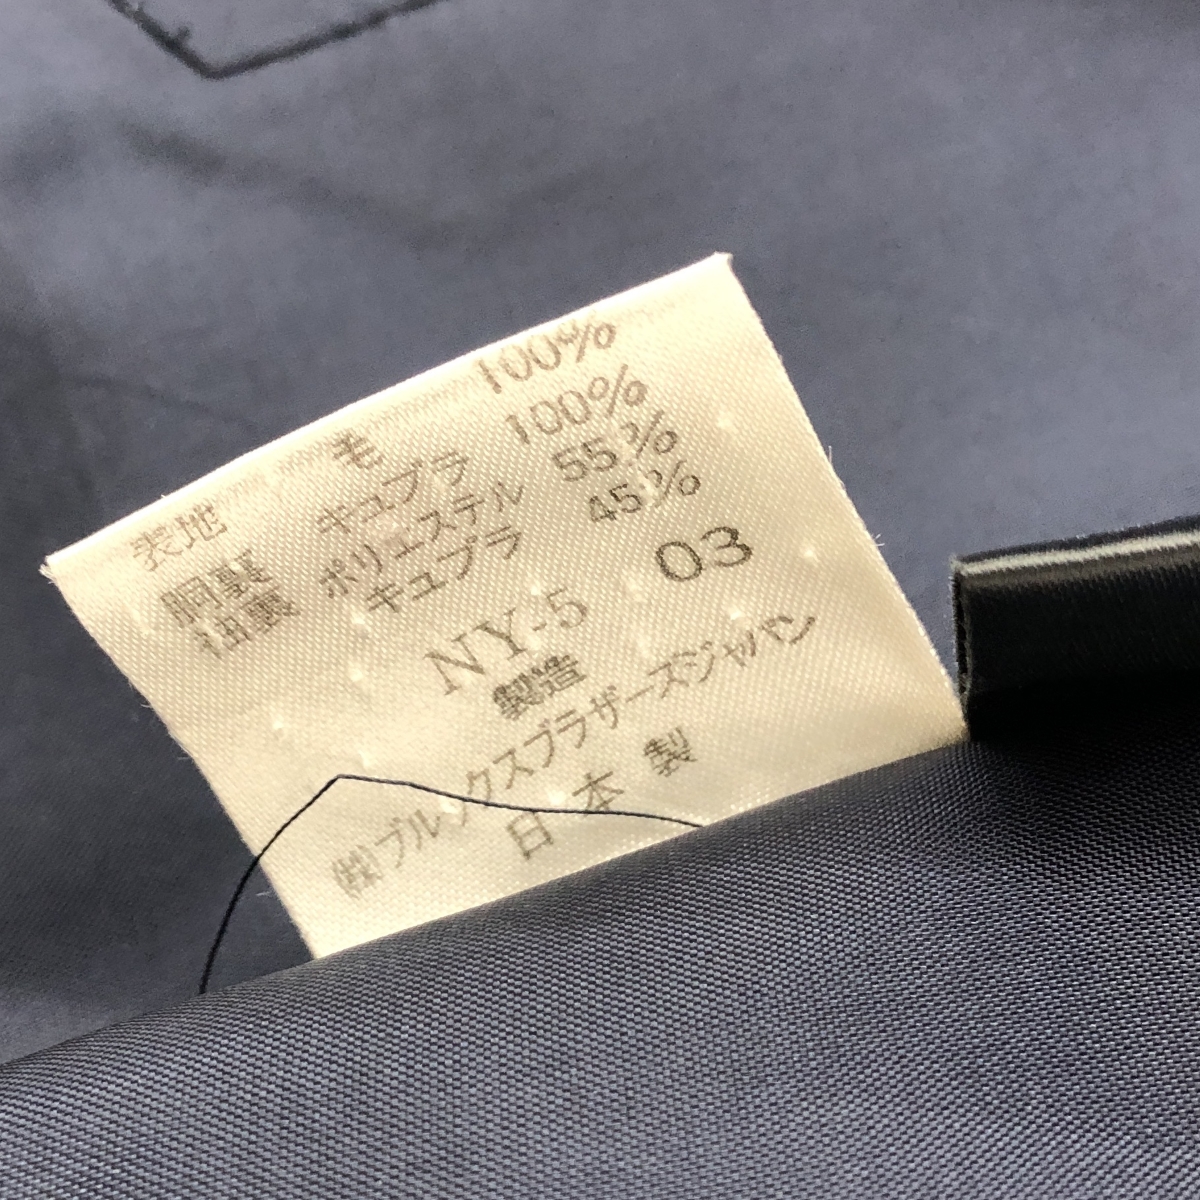 表地 毛 100%
胴裏 キュプラ 100%
袖裏 ポリエステル 55%
キュプラ 45%
NY-5 03
製造
㈱ブルックスブラザーズジャパン
日本製